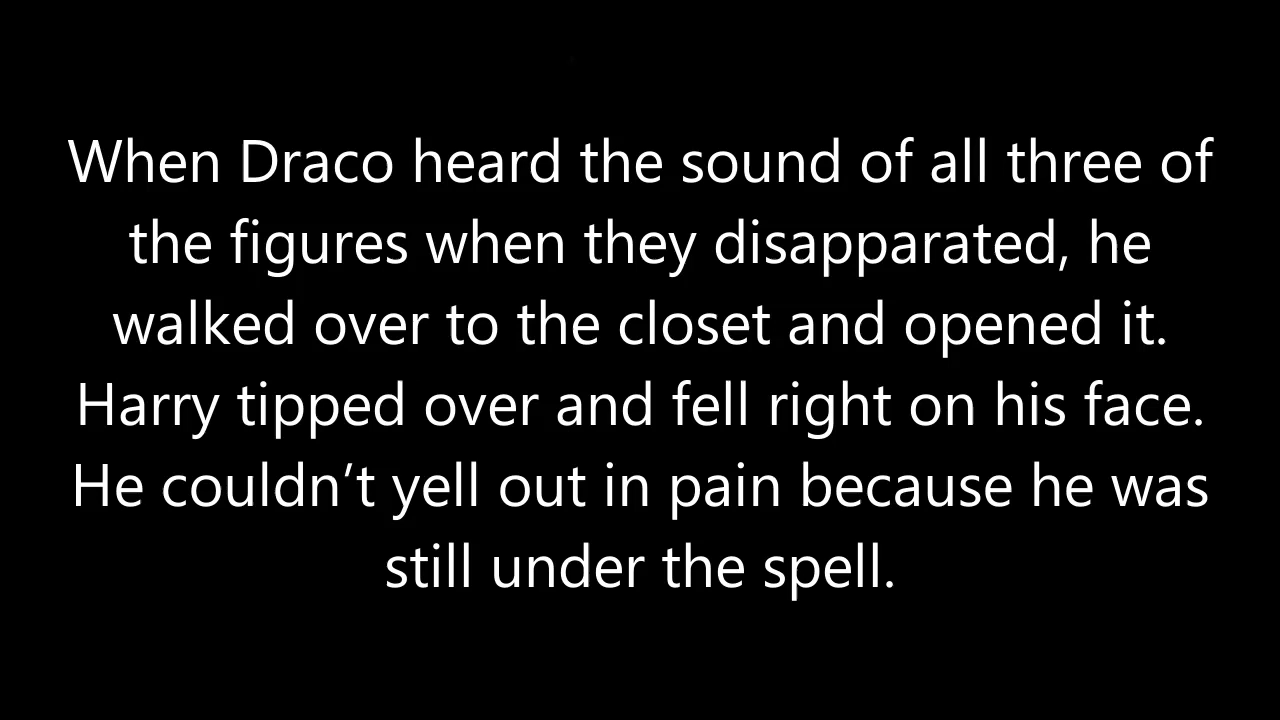 When Draco heard the sound of all three of
the figures when they disapparated, he
walked over to the closet and opened it.
Harry tipped over and fell right on his face.
He couldn’t yell out in pain because he was
still under the spell.